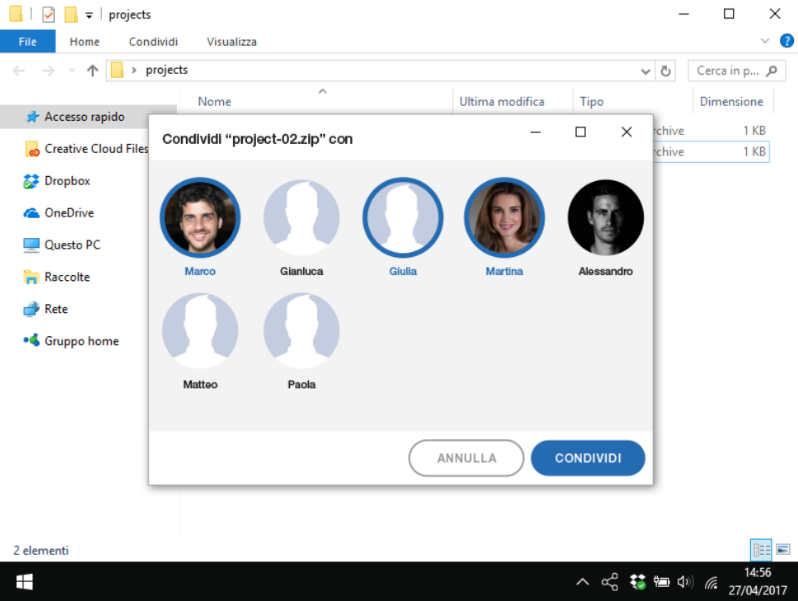 projects
File Home Condividi Visualizza
projects
Cerca in p...
Nome Ultima modifica Tipo Dimensione
Accesso rapido
Creative Cloud Files
Dropbox
OneDrive
Questo PC
Raccolte
Rete
Gruppo home
1 KB
1 KB
Condividi “project-02.zip” con
Marco Gianluca Giulia Martina Alessandro
Matteo Paola
ANNULLA CONDIVIDI
2 elementi
14:56
27/04/2017